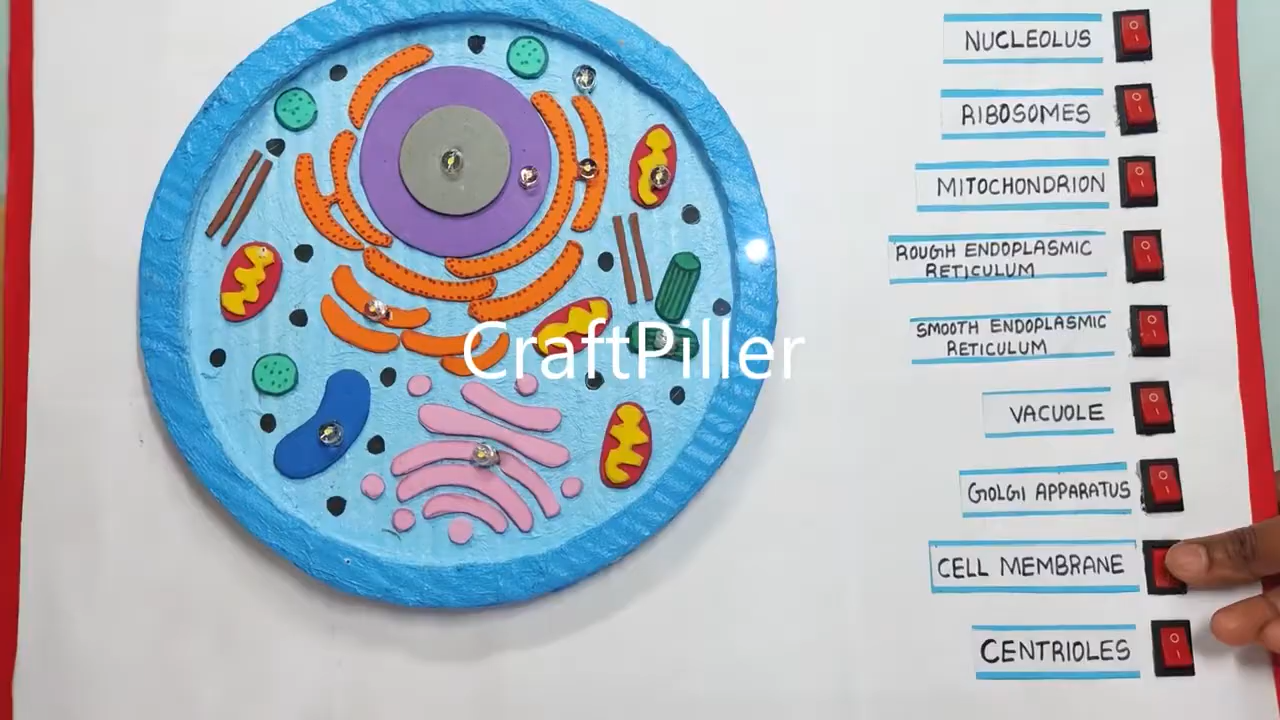 NUCLEOLUS
RIBOSOMES
MITOCHONDRION
ROUGH ENDOPLASMIC
RETICULUM
SMOOTH ENDOPLASMIC
RETICULUM
CraftPiller
VACUOLE
GOLGI APPARATUS
CELL MEMBRANE
CENTRIOLES